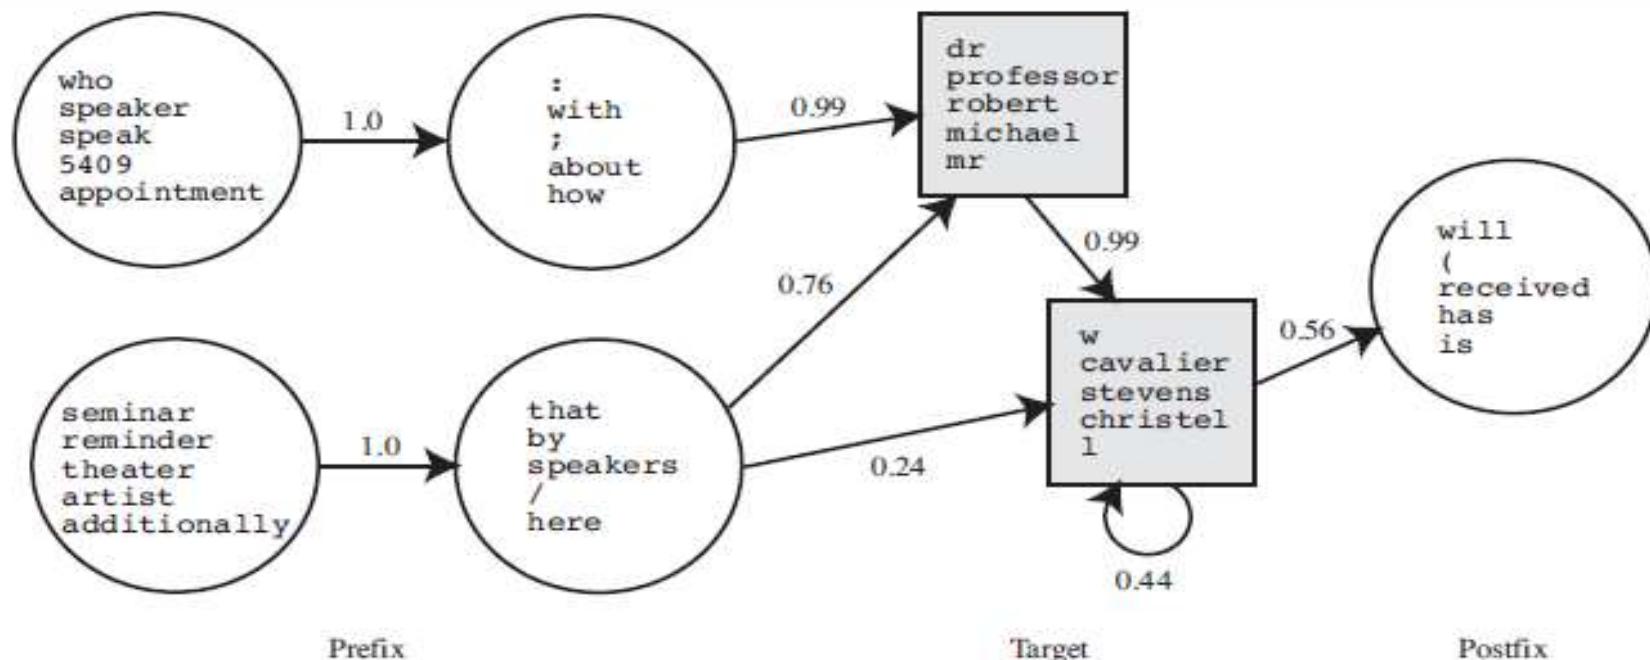 who
speaker
speak
5409
appointment
1.0
:
with
;
about
how
0.99
dr
professor
robert
michael
mr
0.99
0.76
seminar
reminder
theater
artist
additionally
1.0
that
by
speakers
/
here
0.24
w
cavalier
stevens
christel
l
0.44
0.56
will
(
received
has
is
Prefix
Target
Postfix